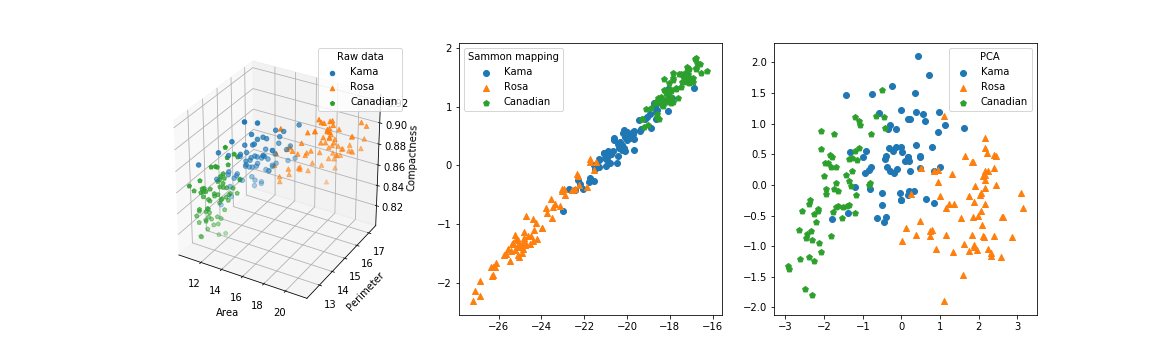 Raw data
Kama
Rosa
Canadian
0.92
0.90
0.88
0.86
0.84
0.82
Compactness
17
16
15
14
13
Perimeter
12
14
16
18
20
Area
Sammon mapping
Kama
Rosa
Canadian
2
1
0
−1
−2
−26
−24
−22
−20
−18
−16
PCA
Kama
Rosa
Canadian
2.0
1.5
1.0
0.5
0.0
−0.5
−1.0
−1.5
−2.0
−3
−2
−1
0
1
2
3